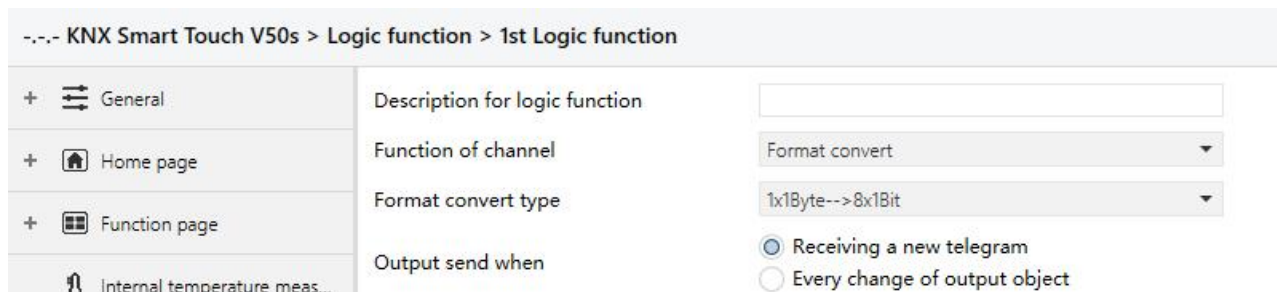 -.-.- KNX Smart Touch V50s > Logic function > 1st Logic function
+ General
+ Home page
+ Function page
Internal temperature meas...
Description for logic function
Function of channel Format convert
Format convert type 1x1Byte-->8x1Bit
Output send when Receiving a new telegram
Every change of output object